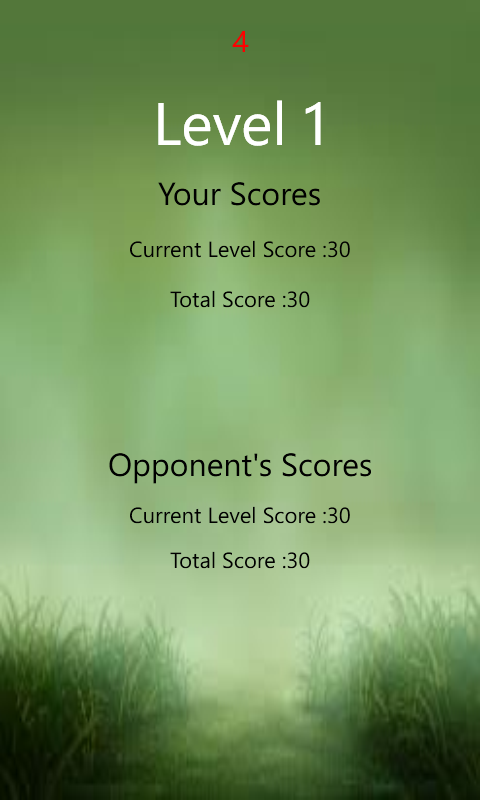 4
Level 1
Your Scores
Current Level Score :30
Total Score :30
Opponent's Scores
Current Level Score :30
Total Score :30